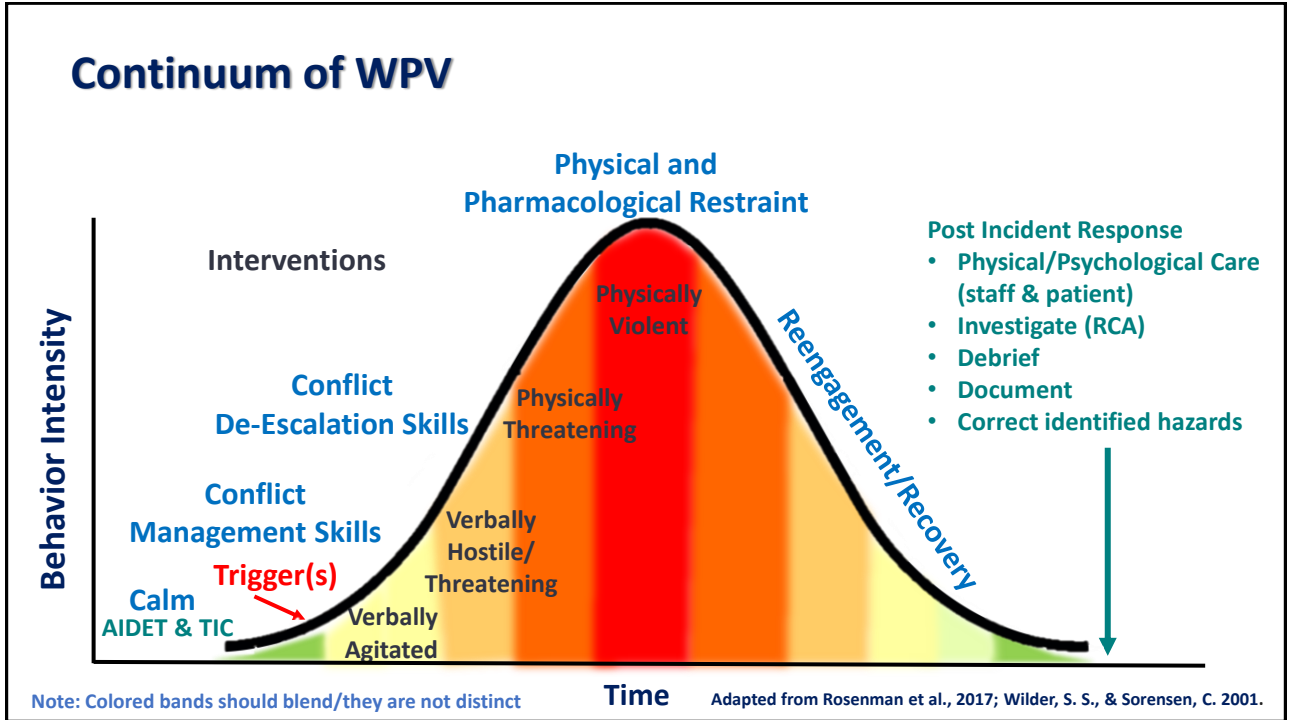 Continuum of WPV
Physical and
Pharmacological Restraint
Interventions
Conflict
De-Escalation Skills
Conflict
Management Skills
Trigger(s)
Calm
AIDET & TIC
Verbally
Agitated
Verbally
Hostile/
Threatening
Physically
Threatening
Physically
Violent
Reengagement/Recovery
Post Incident Response
• Physical/Psychological Care
(staff & patient)
• Investigate (RCA)
• Debrief
• Document
• Correct identified hazards
Behavior Intensity
Time
Note: Colored bands should blend/they are not distinct
Adapted from Rosenman et al., 2017; Wilder, S. S., & Sorensen, C. 2001.